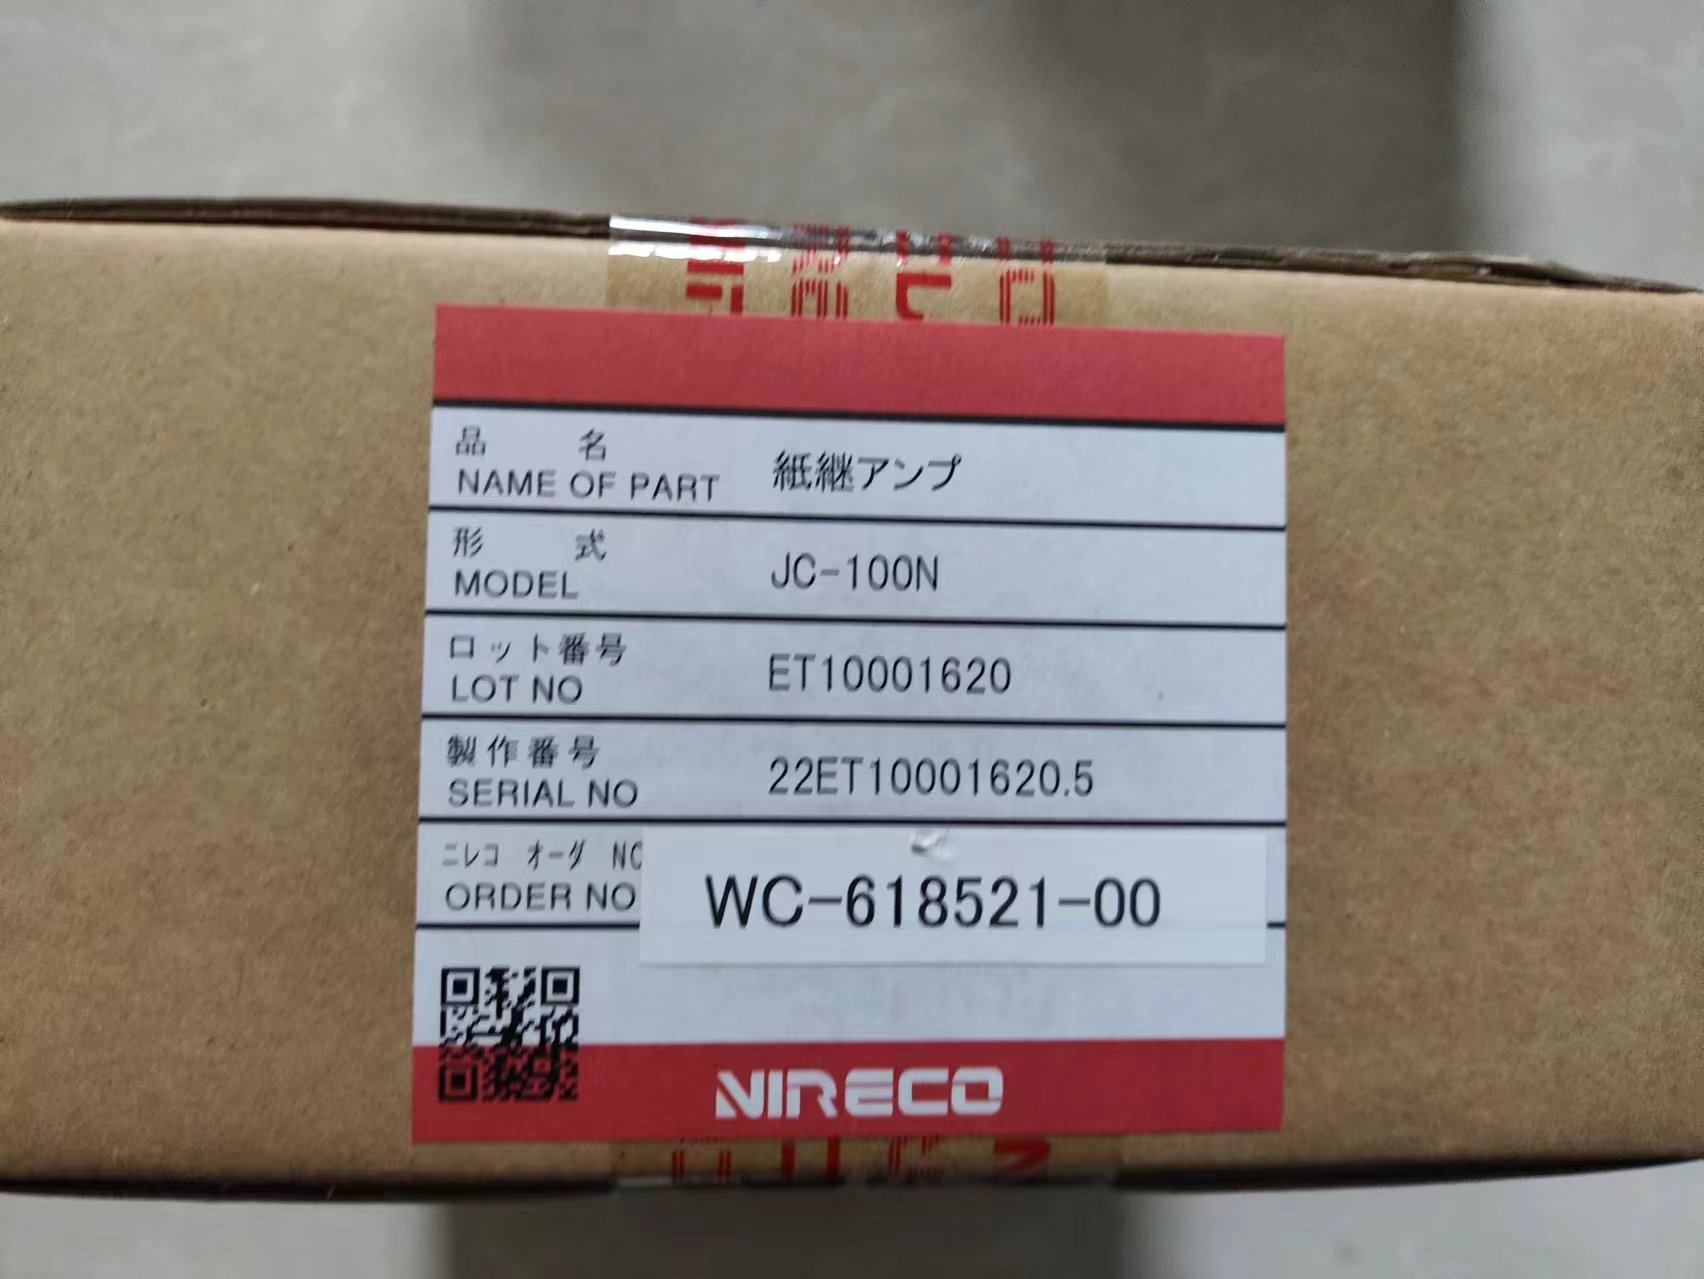 品 名
NAME OF PART
紙継アンプ
形 式
MODEL
JC-100N
ロット番号
LOT NO
ET10001620
製作番号
SERIAL NO
22ET10001620.5
ニレコ オーダ NO
ORDER NO
WC-618521-00
NIRECO